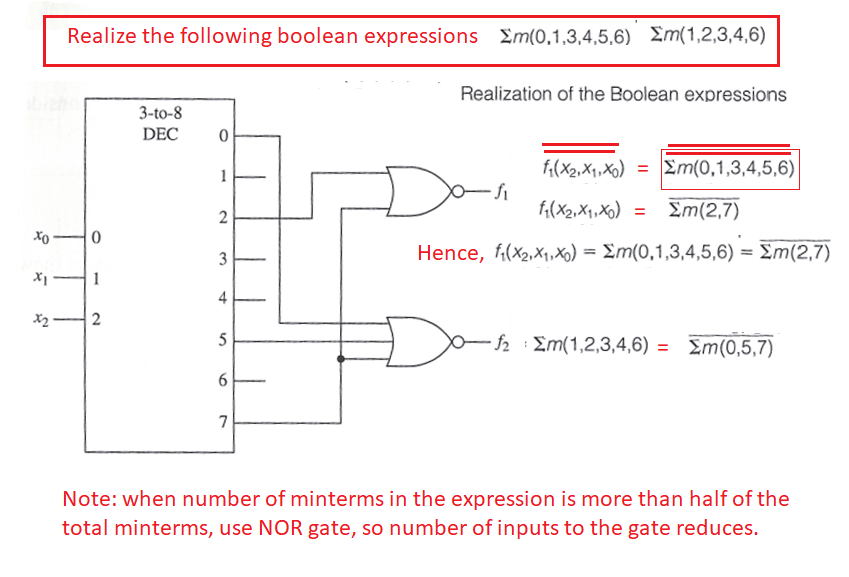 Realize the following boolean expressions Σm(0,1,3,4,5,6) Σm(1,2,3,4,6)
Realization of the Boolean expressions
3-to-8
DEC
0
1
2
3
4
5
6
7
x₀ 0
x₁ 1
x₂ 2
f₁
f₁(x₂,x₁,x₀) = Σm(0,1,3,4,5,6)
f₁(x₂,x₁,x₀) = Σm(2,7)
Hence, f₁(x₂,x₁,x₀) = Σm(0,1,3,4,5,6) = Σm(2,7)
f₂ : Σm(1,2,3,4,6) = Σm(0,5,7)
Note: when number of minterms in the expression is more than half of the
total minterms, use NOR gate, so number of inputs to the gate reduces.